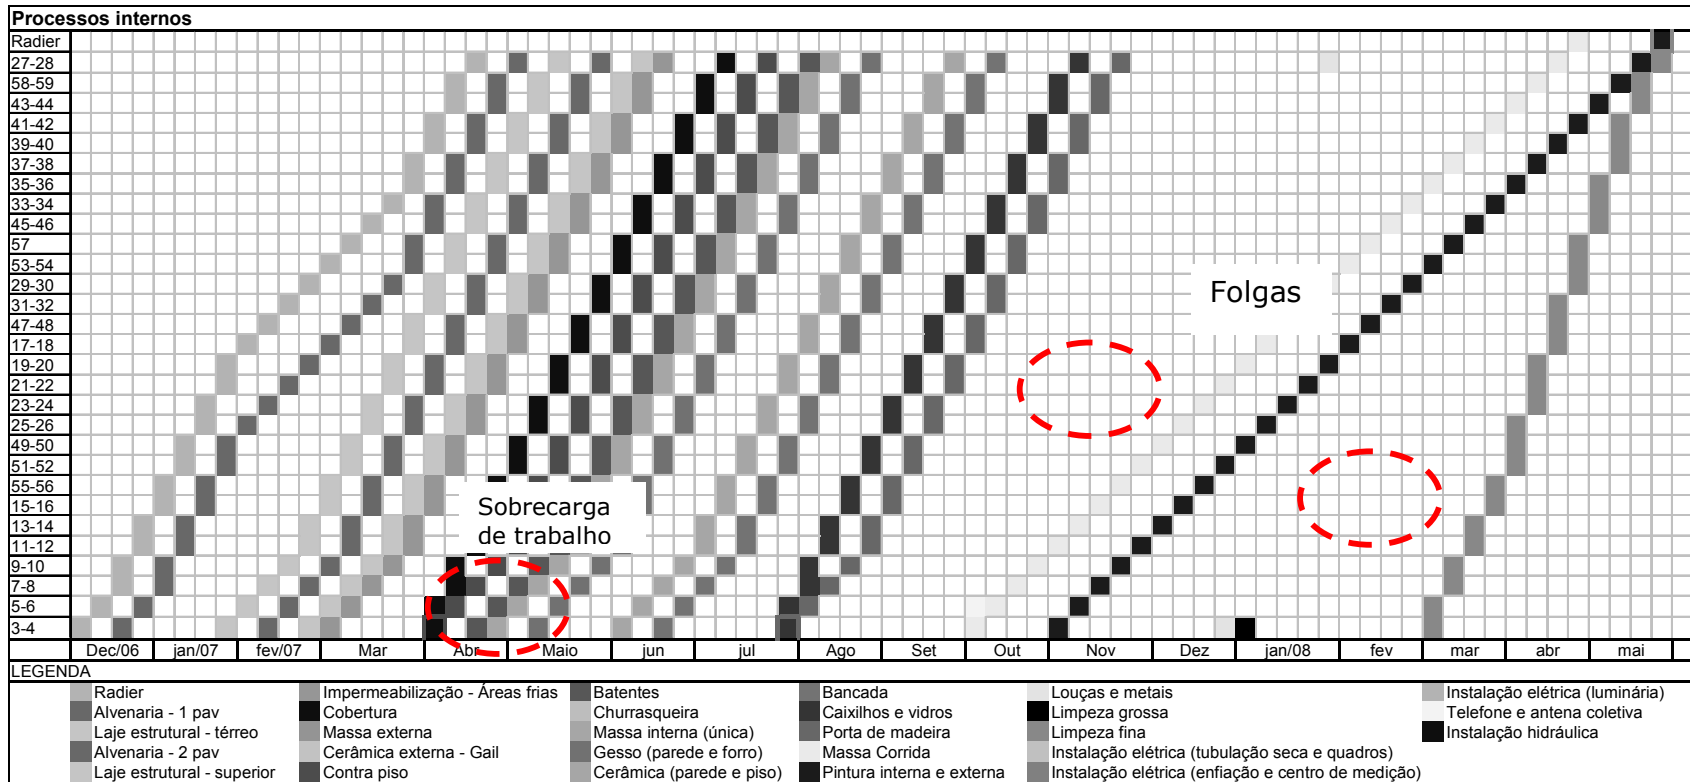 Processos internos
Radier
27-28
58-59
43-44
41-42
39-40
37-38
35-36
33-34
45-46
57
53-54
29-30
31-32
47-48
17-18
19-20
21-22
23-24
25-26
49-50
51-52
55-56
15-16
13-14
11-12
9-10
7-8
5-6
3-4
Folgas
Sobrecarga
de trabalho
Dec/06 jan/07 fev/07 Mar Abr Maio jun jul Ago Set Out Nov Dez jan/08 fev mar abr mai
LEGENDA
Radier Impermeabilização - Áreas frias Batentes Bancada Louças e metais Instalação elétrica (luminária)
Alvenaria - 1 pav Cobertura Churrasqueira Caixilhos e vidros Limpeza grossa Telefone e antena coletiva
Laje estrutural - térreo Massa externa Massa interna (única) Porta de madeira Limpeza fina Instalação hidráulica
Alvenaria - 2 pav Cerâmica externa - Gail Gesso (parede e forro) Massa Corrida Instalação elétrica (tubulação seca e quadros)
Laje estrutural - superior Contra piso Cerâmica (parede e piso) Pintura interna e externa Instalação elétrica (enfiação e centro de medição)